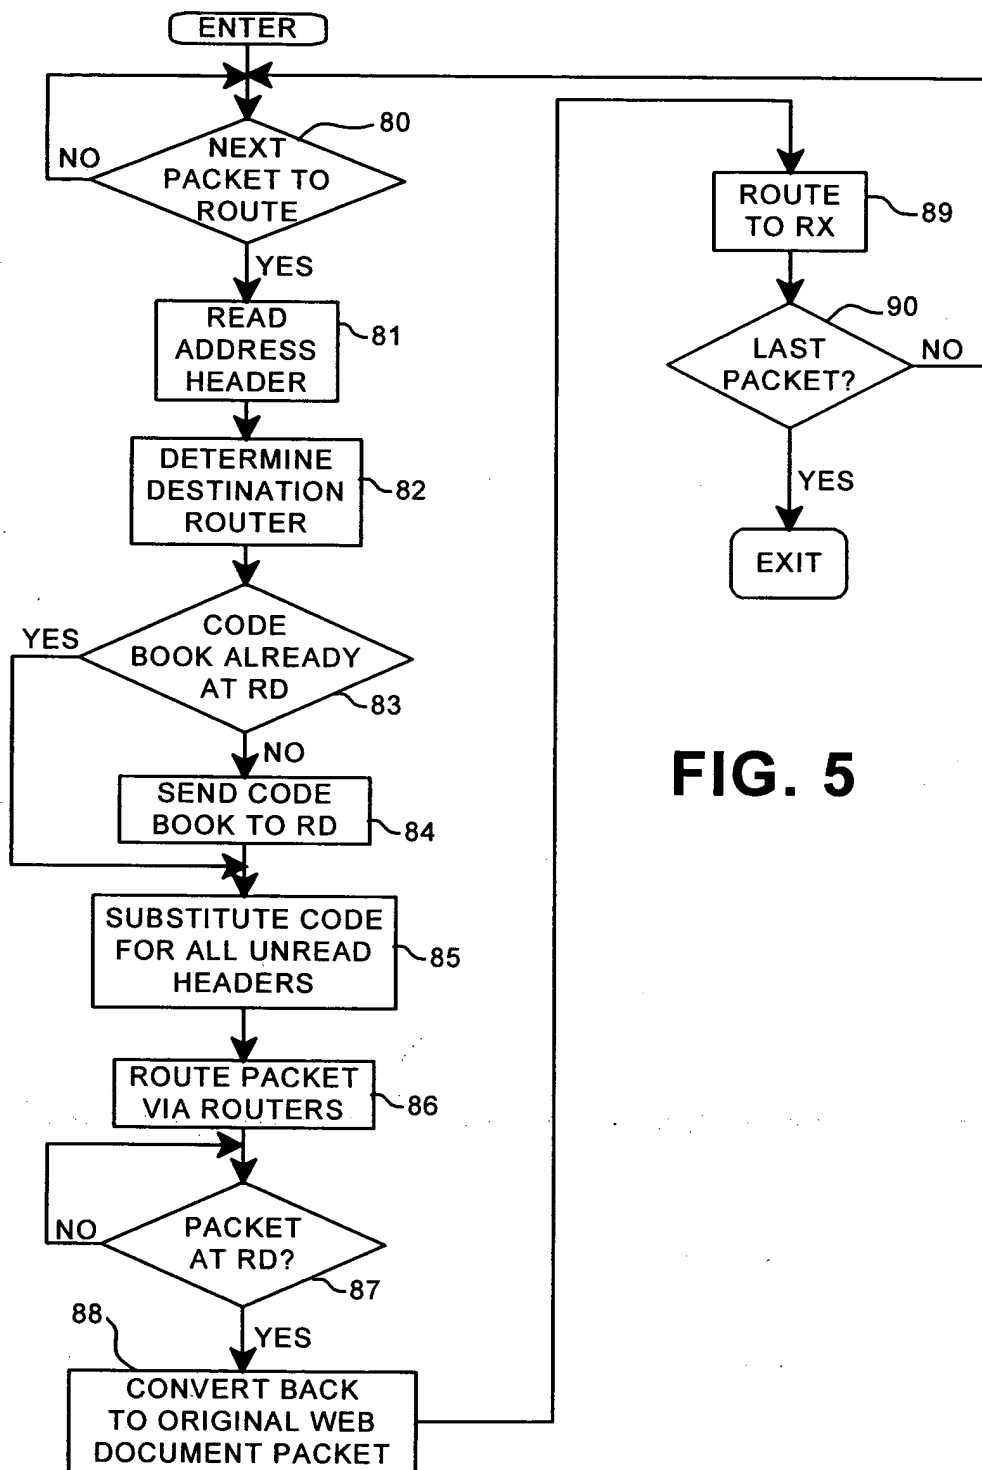 ENTER
80
NEXT
PACKET TO
ROUTE
NO
YES
READ
ADDRESS
HEADER
81
DETERMINE
DESTINATION
ROUTER
82
YES
CODE
BOOK ALREADY
AT RD
83
NO
SEND CODE
BOOK TO RD
84
SUBSTITUTE CODE
FOR ALL UNREAD
HEADERS
85
ROUTE PACKET
VIA ROUTERS
86
PACKET
AT RD?
NO
87
YES
88
CONVERT BACK
TO ORIGINAL WEB
DOCUMENT PACKET
ROUTE
TO RX
89
90
LAST
PACKET?
NO
YES
EXIT
FIG. 5